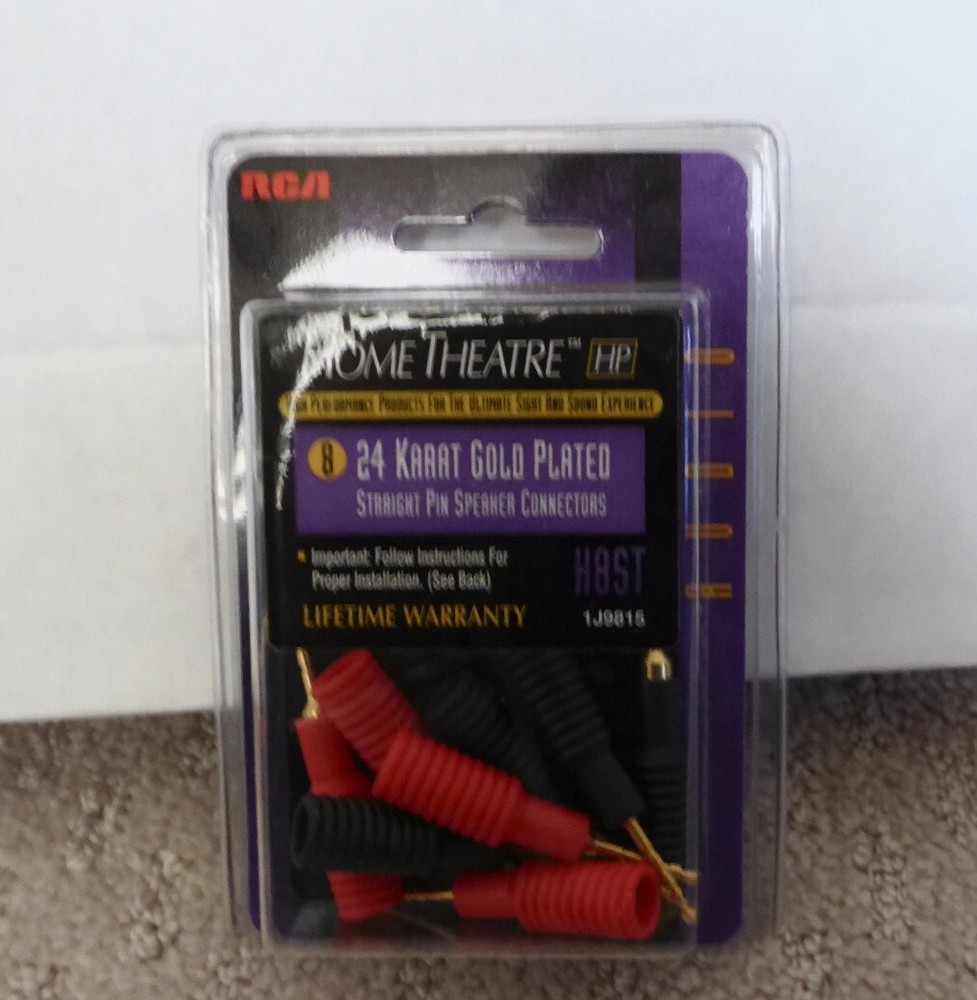 RCA
HOME THEATRE™ HP
HIGH PERFORMANCE PRODUCTS FOR THE ULTIMATE SIGHT AND SOUND EXPERIENCE
8 24 KARAT GOLD PLATED
STRAIGHT PIN SPEAKER CONNECTORS
Important: Follow Instructions For
Proper Installation. (See Back)
H8ST
LIFETIME WARRANTY
1J9815